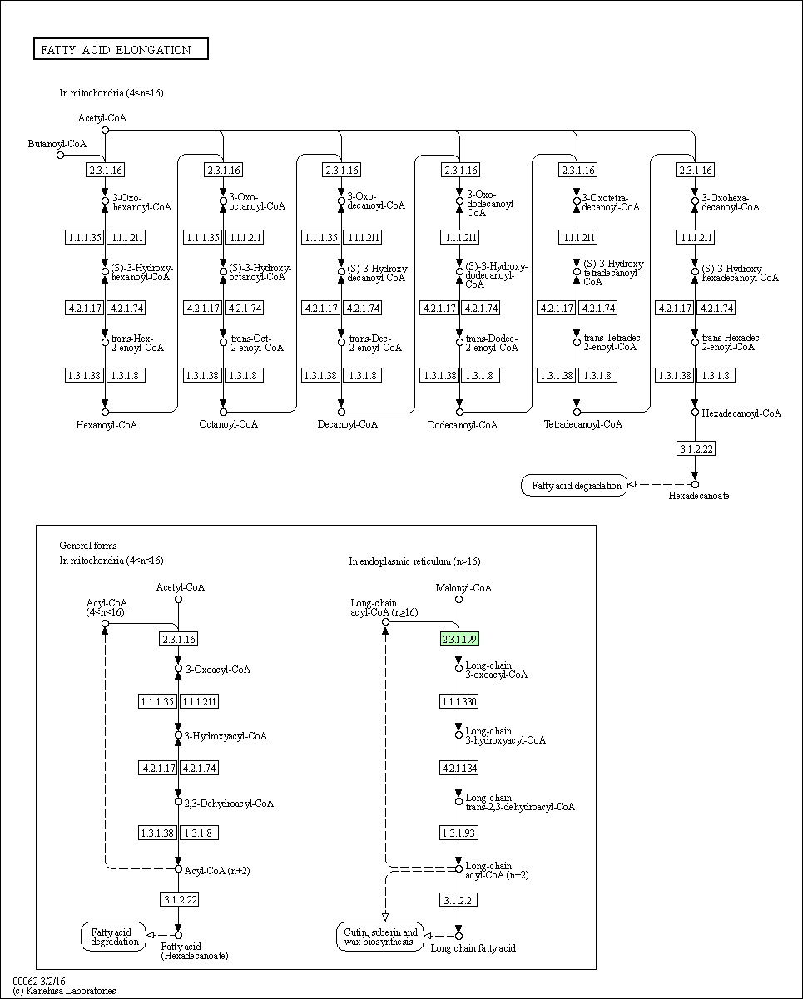 FATTY ACID ELONGATION
In mitochondria (4<n<16)
Acetyl-CoA
Butanoyl-CoA
2.3.1.16 2.3.1.16 2.3.1.16 2.3.1.16 2.3.1.16 2.3.1.16
3-Oxo-
hexanoyl-CoA
3-Oxo-
octanoyl-CoA
3-Oxo-
decanoyl-CoA
3-Oxo-
dodecanoyl-
CoA
3-Oxotetra-
decanoyl-CoA
3-Oxohexa-
decanoyl-CoA
1.1.1.35 1.1.1.211 1.1.1.35 1.1.1.211 1.1.1.35 1.1.1.211 1.1.1.211 1.1.1.211 1.1.1.211
(S)-3-Hydroxy-
hexanoyl-CoA
(S)-3-Hydroxy-
octanoyl-CoA
(S)-3-Hydroxy-
decanoyl-CoA
(S)-3-Hydroxy-
dodecanoyl-
CoA
(S)-3-Hydroxy-
tetradecanoyl-
CoA
(S)-3-Hydroxy-
hexadecanoyl-CoA
4.2.1.17 4.2.1.74 4.2.1.17 4.2.1.74 4.2.1.17 4.2.1.74 4.2.1.17 4.2.1.74 4.2.1.17 4.2.1.74 4.2.1.17 4.2.1.74
trans-Hex-
2-enoyl-CoA
trans-Oct-
2-enoyl-CoA
trans-Dec-
2-enoyl-CoA
trans-Dodec-
2-enoyl-CoA
trans-Tetradec-
2-enoyl-CoA
trans-Hexadec-
2-enoyl-CoA
1.3.1.38 1.3.1.8 1.3.1.38 1.3.1.8 1.3.1.38 1.3.1.8 1.3.1.38 1.3.1.8 1.3.1.38 1.3.1.8 1.3.1.38 1.3.1.8
Hexanoyl-CoA
Octanoyl-CoA
Decanoyl-CoA
Dodecanoyl-CoA
Tetradecanoyl-CoA
Hexadecanoyl-CoA
3.1.2.22
Fatty acid degradation
Hexadecanoate
General forms
In mitochondria (4<n<16)
Acetyl-CoA
Acyl-CoA
(4<n<16)
2.3.1.16
3-Oxoacyl-CoA
1.1.1.35 1.1.1.211
3-Hydroxyacyl-CoA
4.2.1.17 4.2.1.74
2,3-Dehydroacyl-CoA
1.3.1.38 1.3.1.8
Acyl-CoA (n+2)
3.1.2.22
Fatty acid
degradation
Fatty acid
(Hexadecanoate)
In endoplasmic reticulum (n≥16)
Malonyl-CoA
Long-chain
acyl-CoA (n≥16)
2.3.1.199
Long-chain
3-oxoacyl-CoA
1.1.1.330
Long-chain
3-hydroxyacyl-CoA
4.2.1.134
Long-chain
trans-2,3-dehydroacyl-CoA
1.3.1.93
Long-chain
acyl-CoA (n+2)
3.1.2.2
Cutin, suberin and
wax biosynthesis
Long chain fatty acid
00062 3/2/16
(c) Kanehisa Laboratories